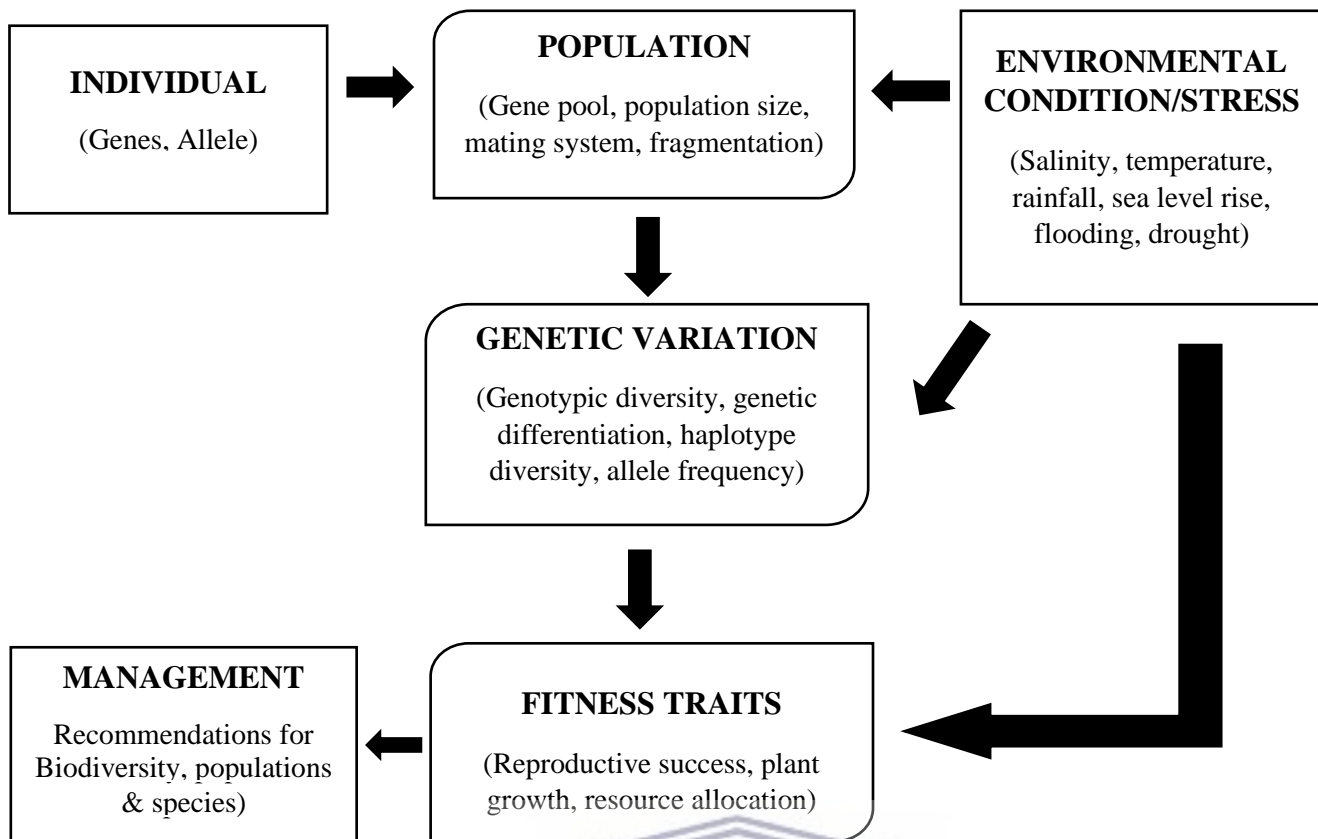 INDIVIDUAL
(Genes, Allele)
POPULATION
(Gene pool, population size,
mating system, fragmentation)
ENVIRONMENTAL
CONDITION/STRESS
(Salinity, temperature,
rainfall, sea level rise,
flooding, drought)
GENETIC VARIATION
(Genotypic diversity, genetic
differentiation, haplotype
diversity, allele frequency)
MANAGEMENT
Recommendations for
Biodiversity, populations
& species)
FITNESS TRAITS
(Reproductive success, plant
growth, resource allocation)